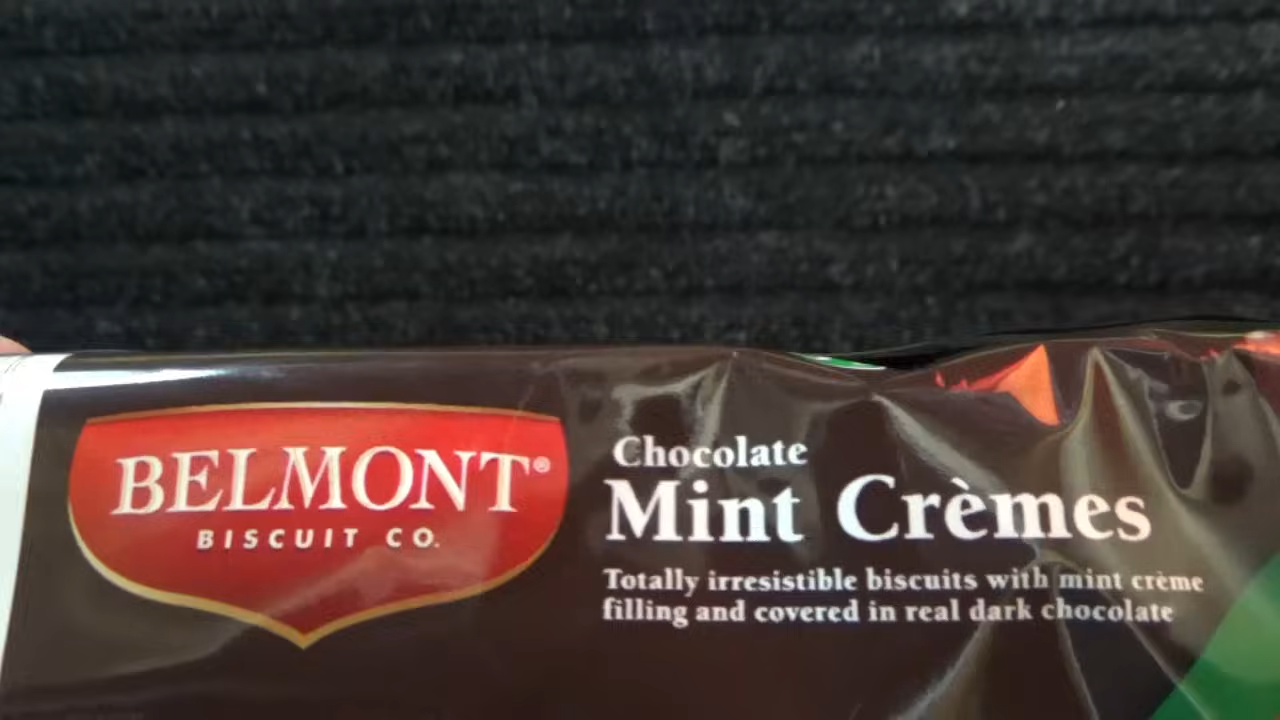 BELMONT®
BISCUIT CO.
Chocolate
Mint Crèmes
Totally irresistible biscuits with mint crème
filling and covered in real dark chocolate